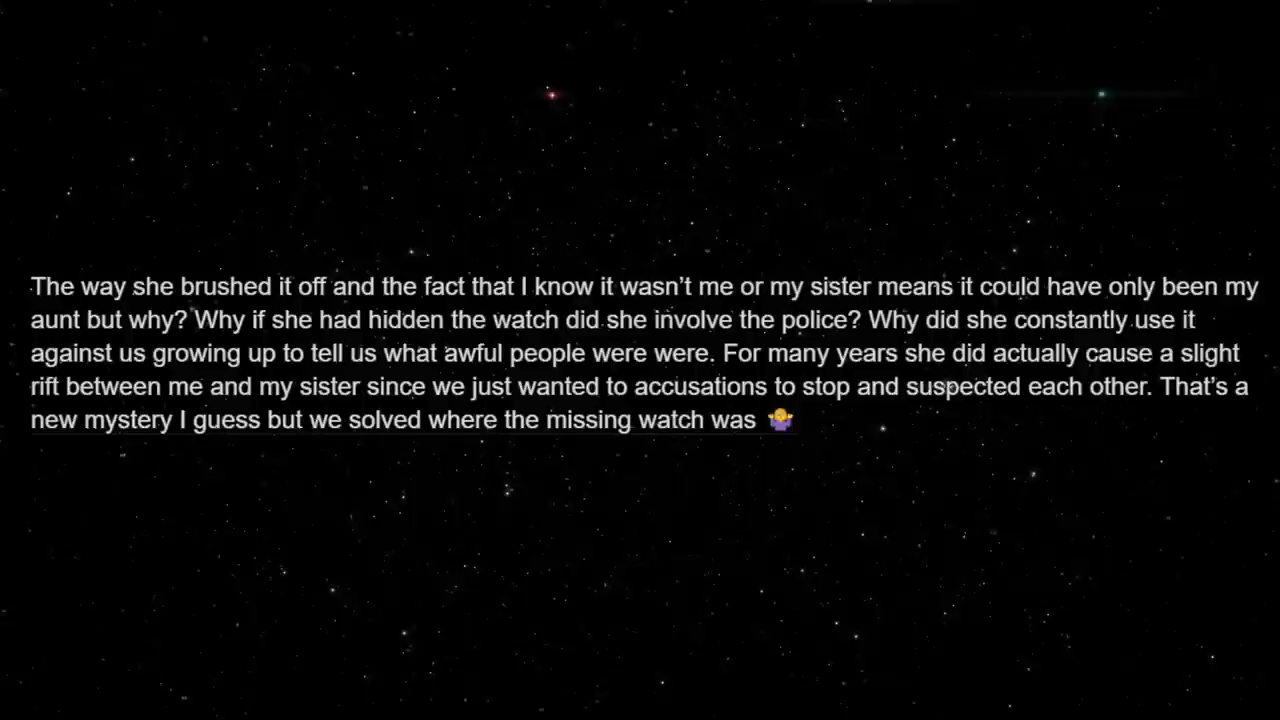 The way she brushed it off and the fact that I know it wasn’t me or my sister means it could have only been my
aunt but why? Why if she had hidden the watch did she involve the police? Why did she constantly use it
against us growing up to tell us what awful people were were. For many years she did actually cause a slight
rift between me and my sister since we just wanted to accusations to stop and suspected each other. That’s a
new mystery I guess but we solved where the missing watch was 🤷‍♀️